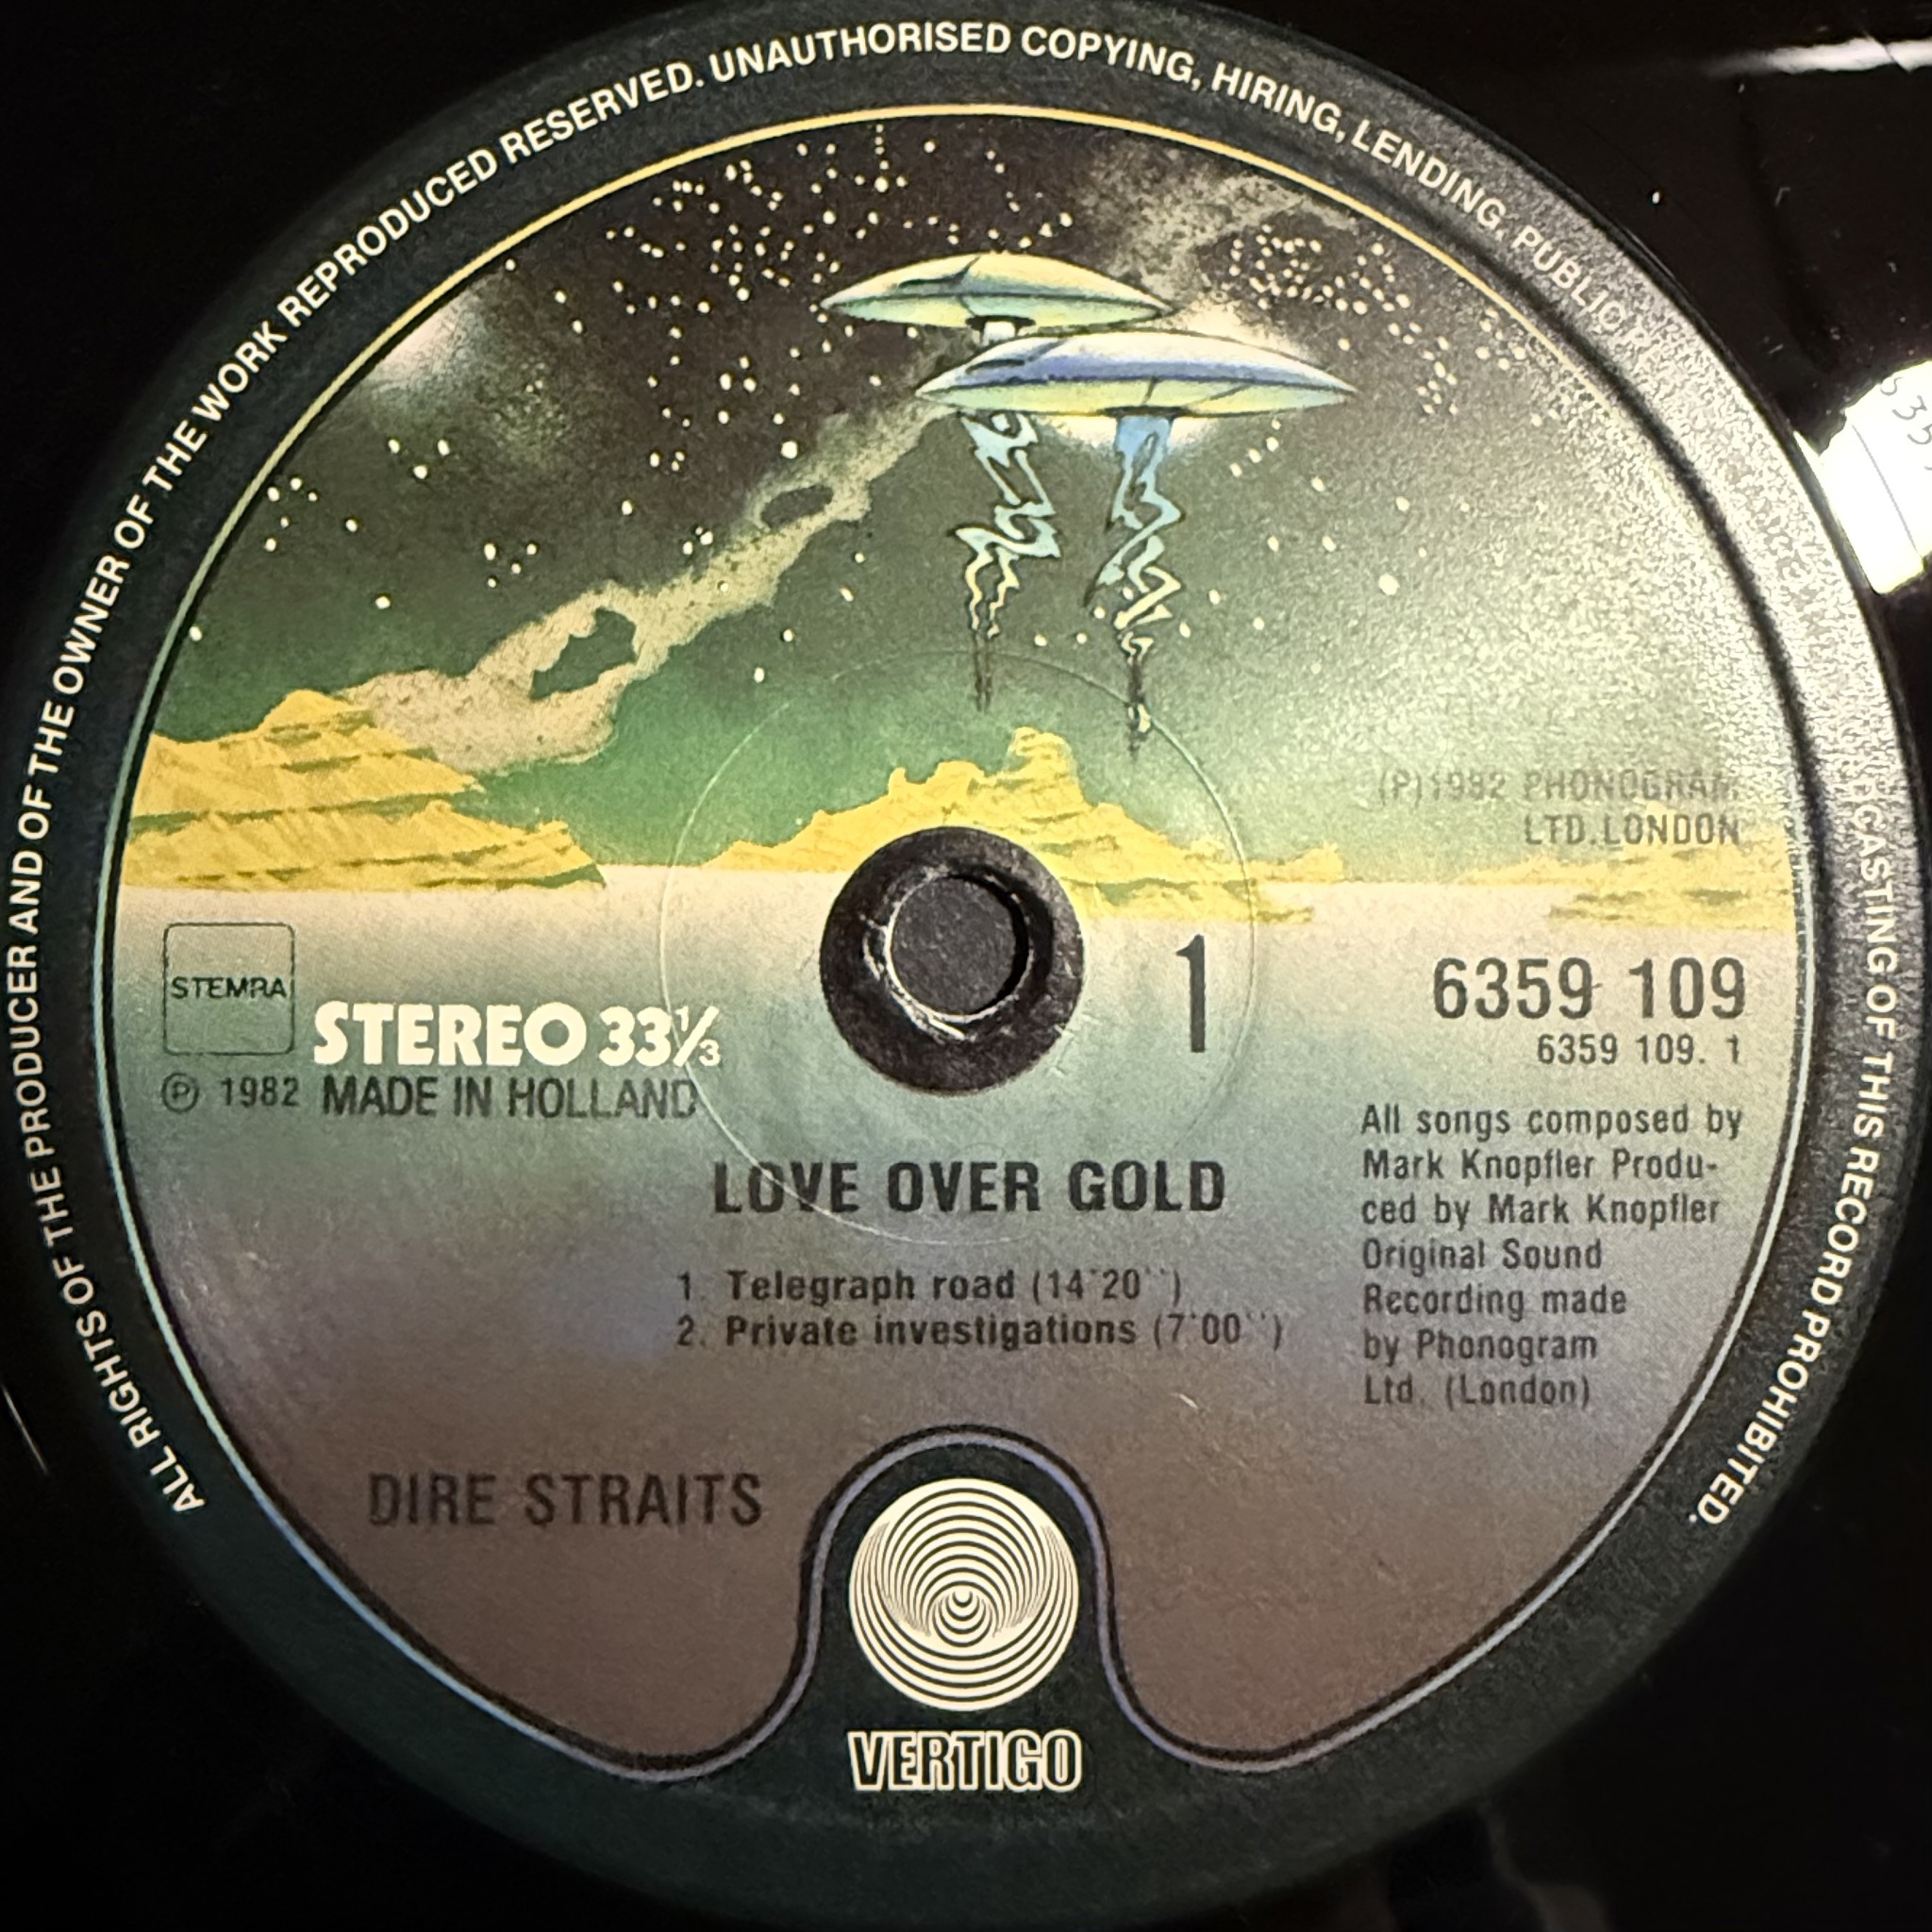 ALL RIGHTS OF THE PRODUCER AND OF THE OWNER OF THE WORK REPRODUCED RESERVED. UNAUTHORISED COPYING, HIRING, LENDING, PUBLIC OF THIS RECORD PROHIBITED.
(P)1982 PHONOGRAM
LTD.LONDON
STEMRA
STEREO 33⅓
℗ 1982 MADE IN HOLLAND
1
6359 109
6359 109. 1
All songs composed by
Mark Knopfler Produ-
ced by Mark Knopfler
Original Sound
Recording made
by Phonogram
Ltd. (London)
LOVE OVER GOLD
1. Telegraph road (14'20'')
2. Private investigations (7'00'')
DIRE STRAITS
VERTIGO